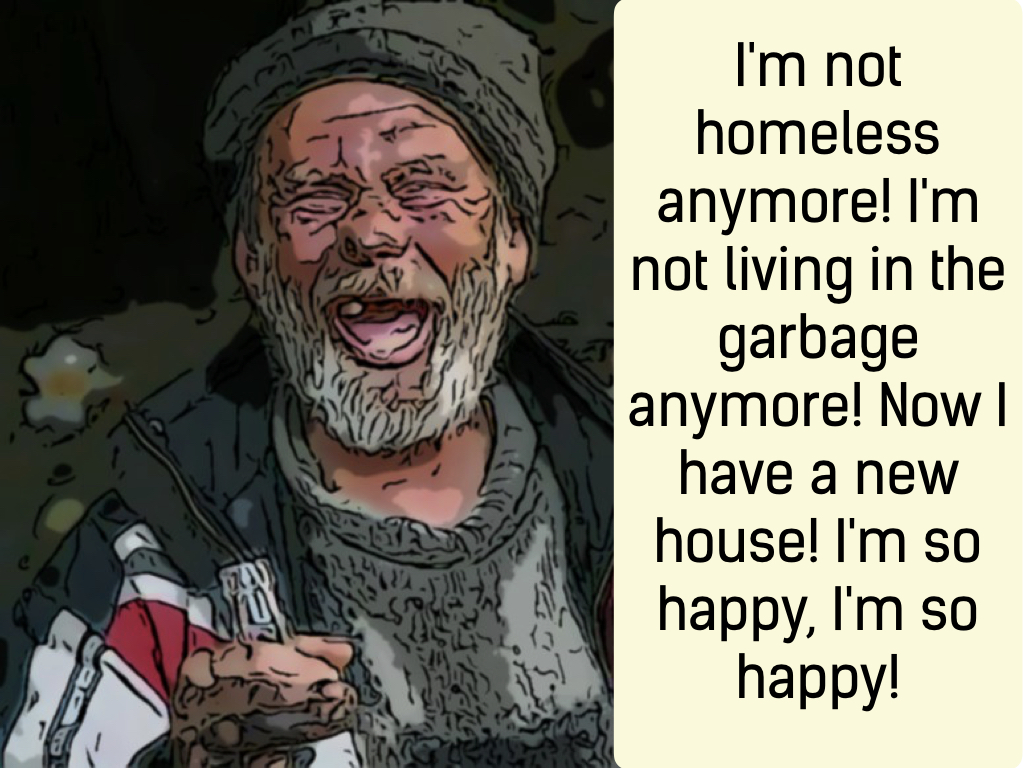 I'm not
homeless
anymore! I'm
not living in the
garbage
anymore! Now I
have a new
house! I'm so
happy, I'm so
happy!